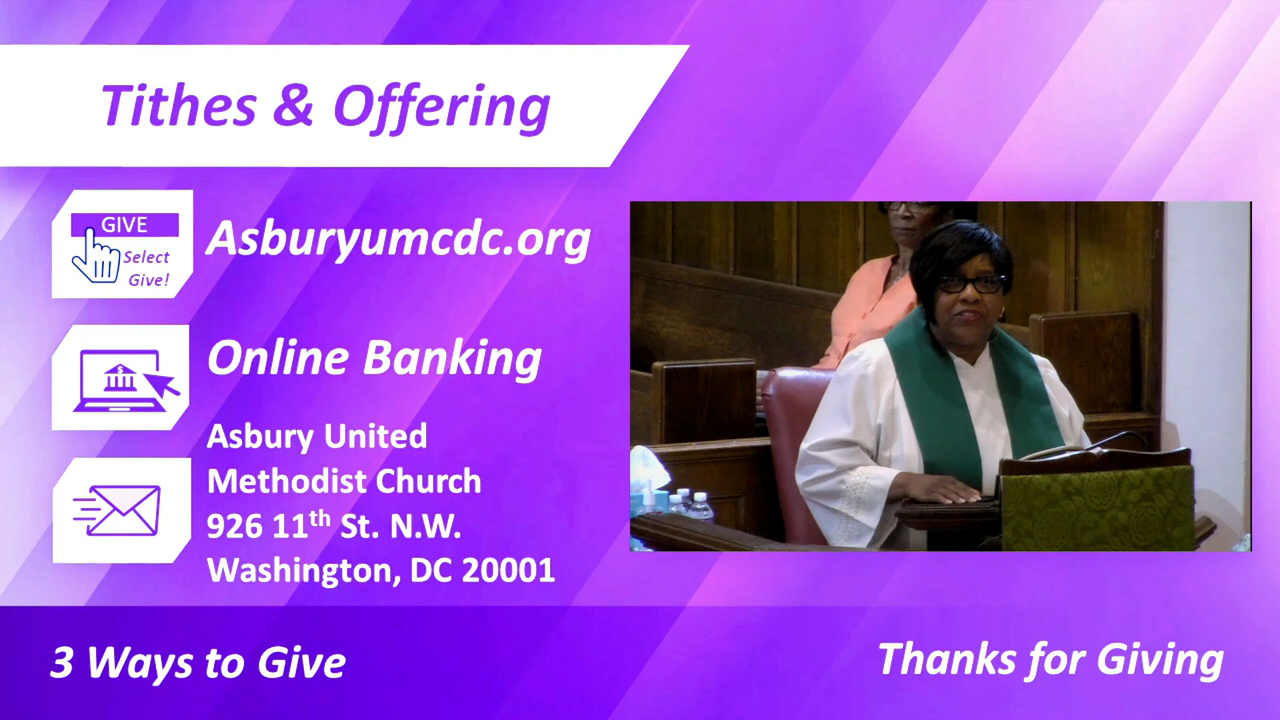 Tithes & Offering
GIVE
Select
Give!
Asburyumcdc.org
Online Banking
Asbury United
Methodist Church
926 11th St. N.W.
Washington, DC 20001
3 Ways to Give
Thanks for Giving